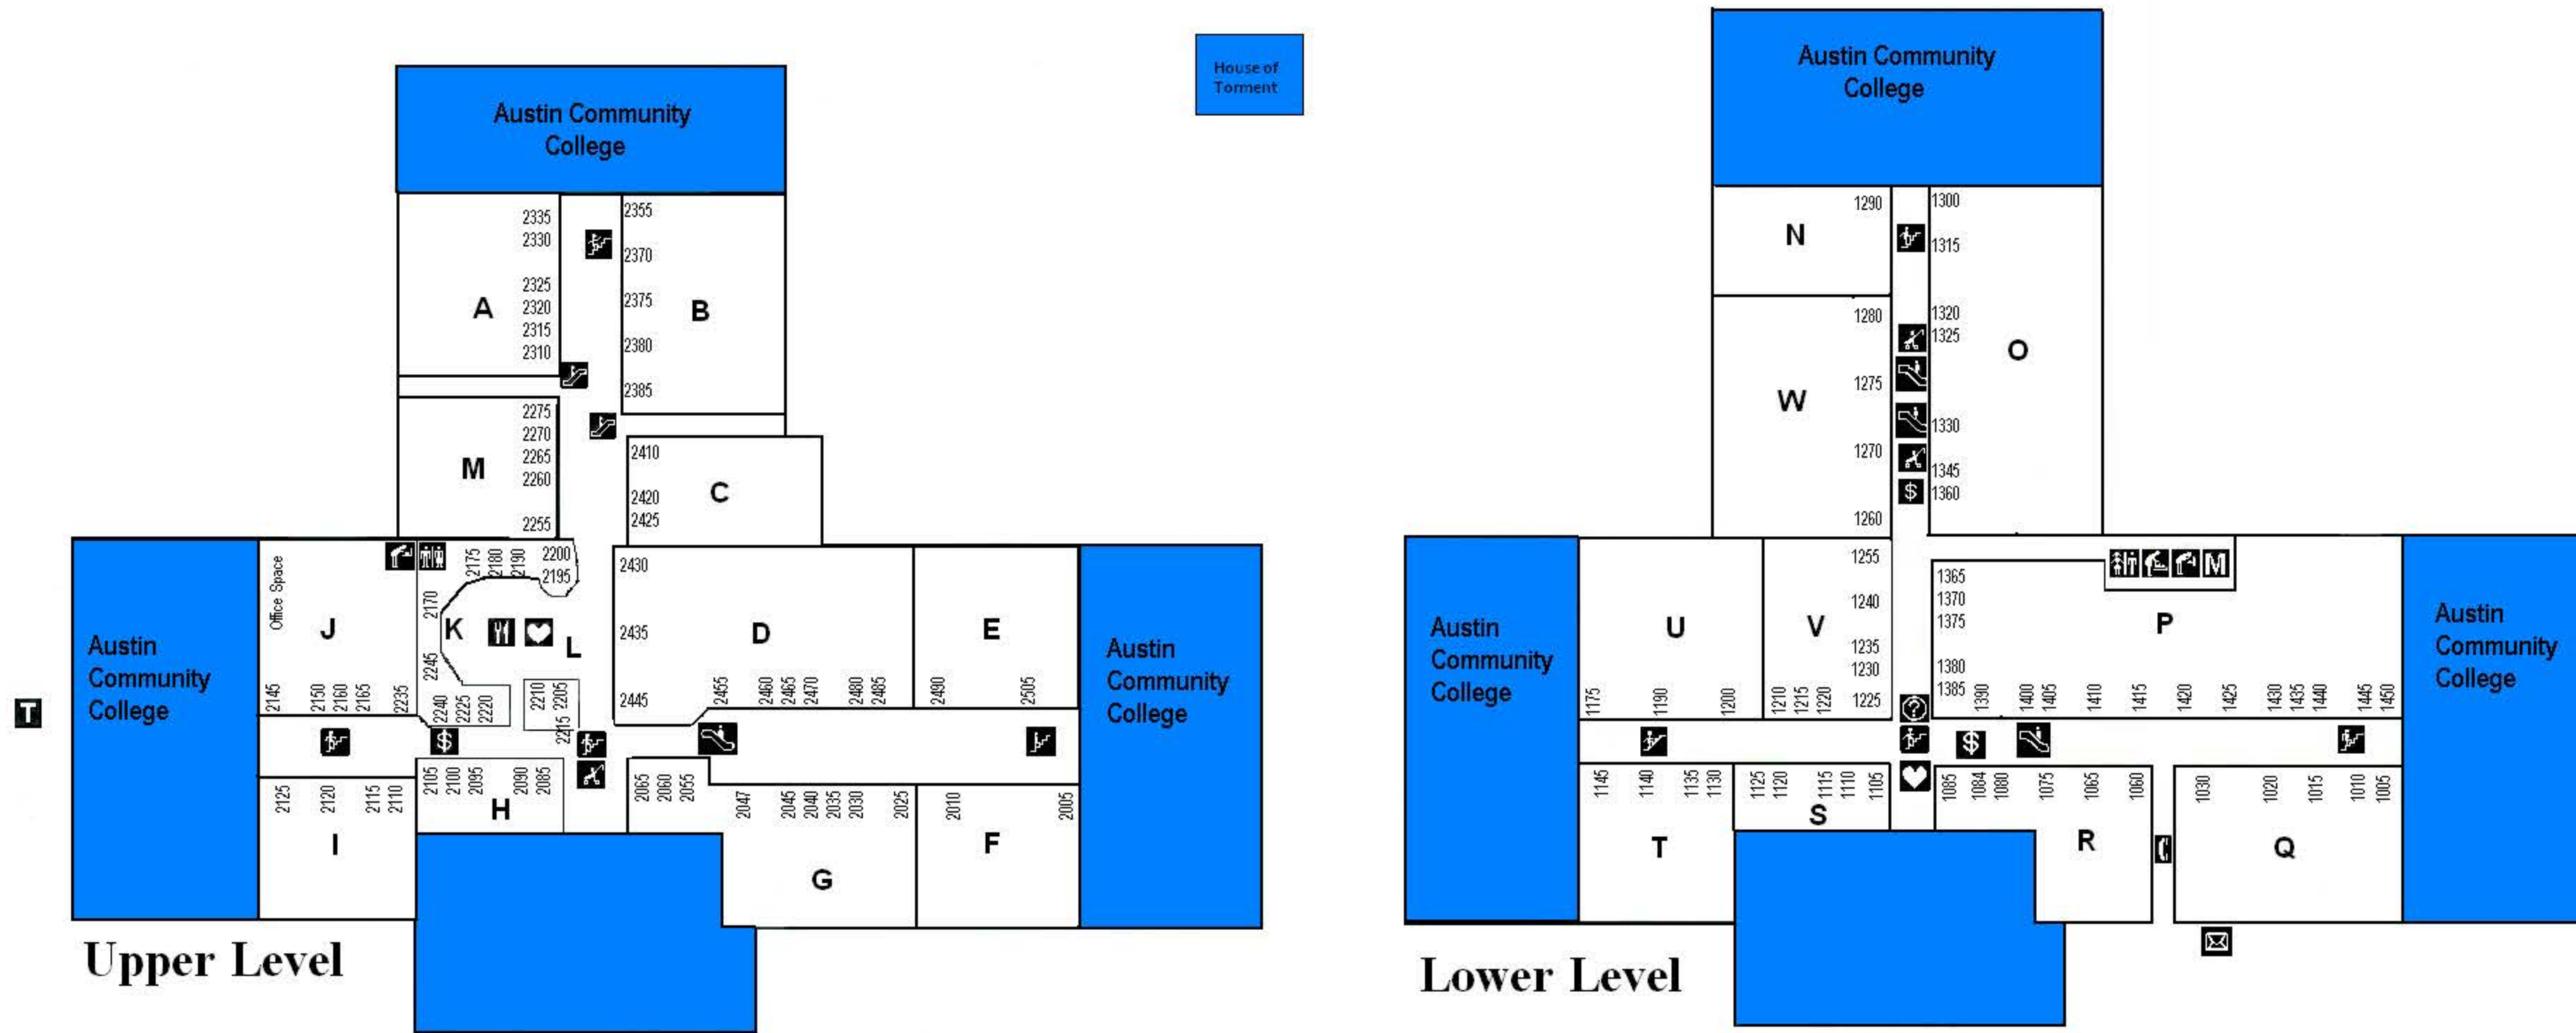 House of
Torment
Austin Community
College
2335
2330
2325
2320
2315
2310
A
2355
2370
2375
2380
2385
B
2275
2270
2265
2260
2255
M
2410
2420
2425
C
Austin
Community
College
T
Office Space
J
2145
2150
2160
2165
2235
2175
2180
2190
2200
2195
2170
K
L
2245
2240
2225
2220
2210
2205
2215
$
2430
2435
2445
D
2455
2460
2465
2470
2480
2485
E
2490
2505
Austin
Community
College
2125
2120
2115
2110
I
2105
2100
2095
2090
2085
H
2065
2060
2055
2047
2045
2040
2035
2030
2025
G
2010
2005
F
Upper Level
Austin Community
College
1290
N
1300
1315
1320
1325
1330
1345
1360
O
1280
1275
1270
1260
W
$
Austin
Community
College
U
1175
1190
1200
V
1255
1240
1235
1230
1225
1210
1215
1220
?
1365
1370
1375
1380
1385
M
P
1390
1400
1405
1410
1415
1420
1425
1430
1435
1440
1445
1450
Austin
Community
College
$
1145
1140
1135
1130
T
1125
1120
1115
1110
1105
S
1085
1084
1080
1075
1065
1060
R
1030
1020
1015
1010
1005
Q
Lower Level